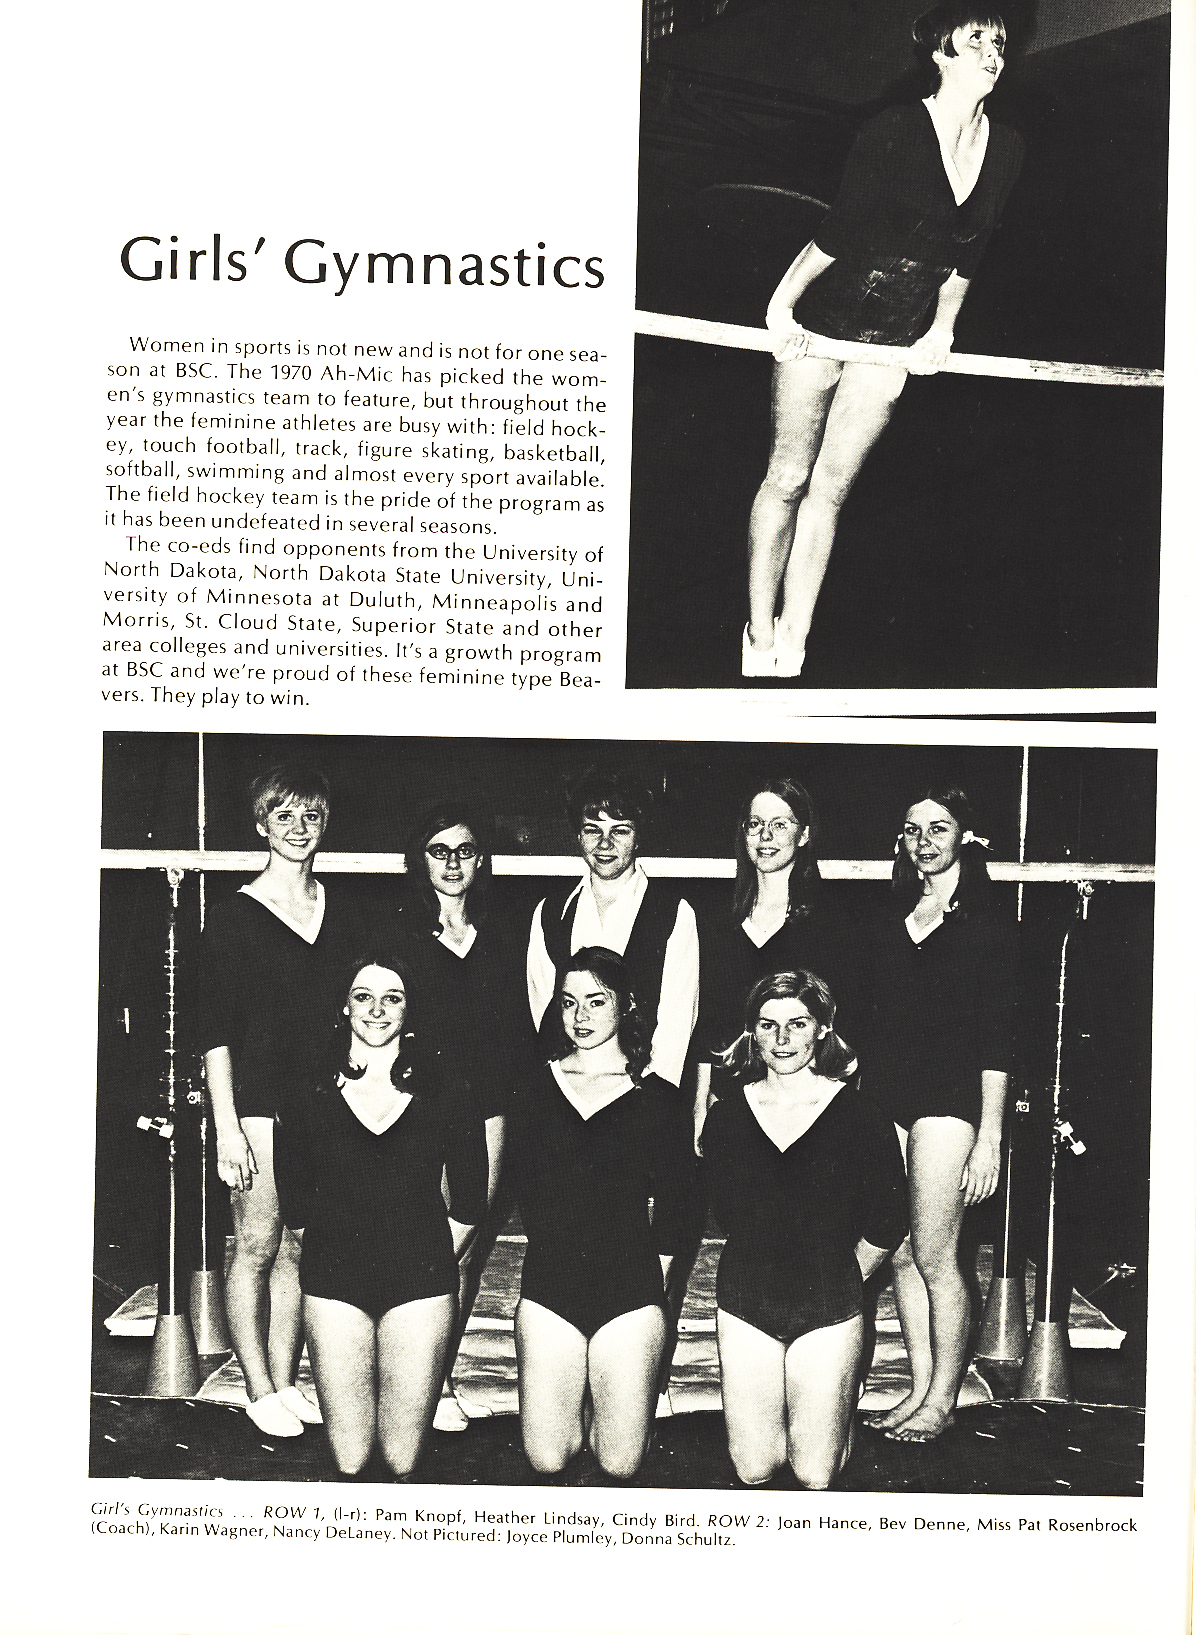 Girls' Gymnastics
Women in sports is not new and is not for one sea-
son at BSC. The 1970 Ah-Mic has picked the wom-
en's gymnastics team to feature, but throughout the
year the feminine athletes are busy with: field hock-
ey, touch football, track, figure skating, basketball,
softball, swimming and almost every sport available.
The field hockey team is the pride of the program as
it has been undefeated in several seasons.
The co-eds find opponents from the University of
North Dakota, North Dakota State University, Uni-
versity of Minnesota at Duluth, Minneapolis and
Morris, St. Cloud State, Superior State and other
area colleges and universities. It's a growth program
at BSC and we're proud of these feminine type Bea-
vers. They play to win.
Girl's Gymnastics ... ROW 1, (l-r): Pam Knopf, Heather Lindsay, Cindy Bird. ROW 2: Joan Hance, Bev Denne, Miss Pat Rosenbrock
(Coach), Karin Wagner, Nancy DeLaney. Not Pictured: Joyce Plumley, Donna Schultz.